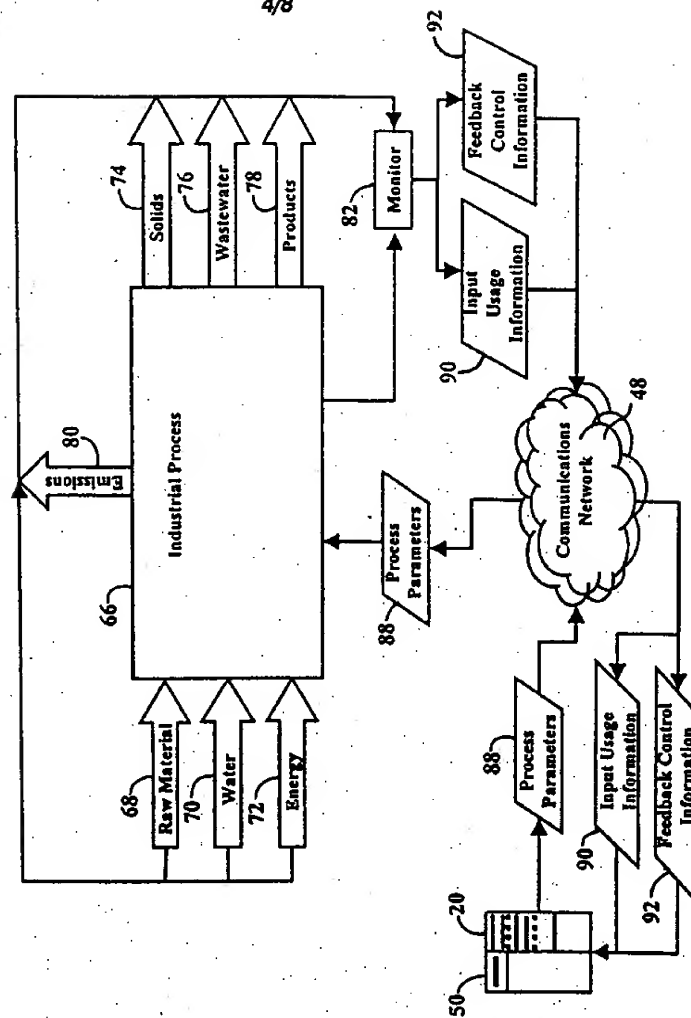 4/8
80
Emissions
66
Industrial Process
68
Raw Material
70
Water
72
Energy
74
Solids
76
Wastewater
78
Products
82
Monitor
92
Feedback
Control
Information
90
Input
Usage
Information
88
Process
Parameters
48
Communications
Network
88
Process
Parameters
90
Input Usage
Information
92
Feedback Control
Information
50
20